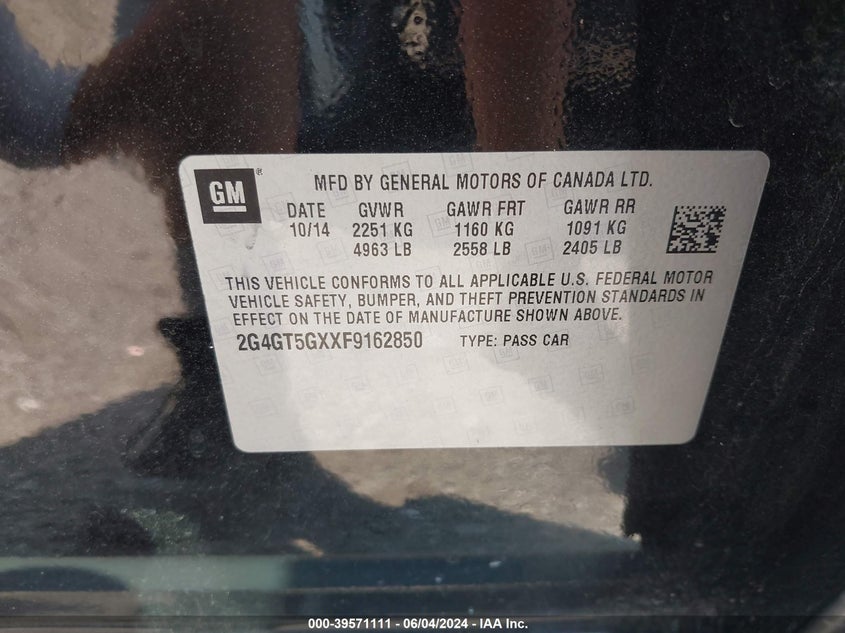 GM
MFD BY GENERAL MOTORS OF CANADA LTD.
DATE GVWR GAWR FRT GAWR RR
10/14 2251 KG 1160 KG 1091 KG
4963 LB 2558 LB 2405 LB
THIS VEHICLE CONFORMS TO ALL APPLICABLE U.S. FEDERAL MOTOR
VEHICLE SAFETY, BUMPER, AND THEFT PREVENTION STANDARDS IN
EFFECT ON THE DATE OF MANUFACTURE SHOWN ABOVE.
2G4GT5GXXF9162850 TYPE: PASS CAR
000-39571111 - 06/04/2024 - IAA Inc.